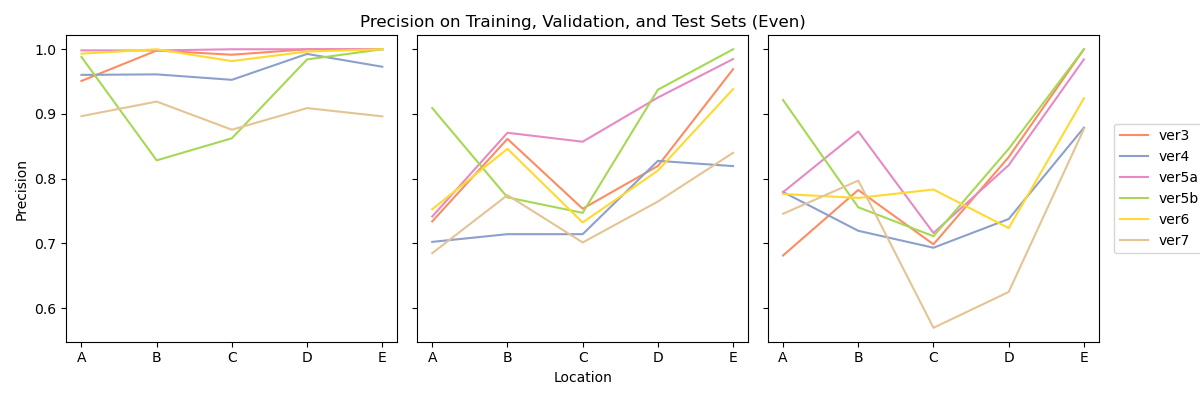 Precision on Training, Validation, and Test Sets (Even)
Precision
1.0
0.9
0.8
0.7
0.6
A B C D E
A B C D E
A B C D E
Location
ver3
ver4
ver5a
ver5b
ver6
ver7